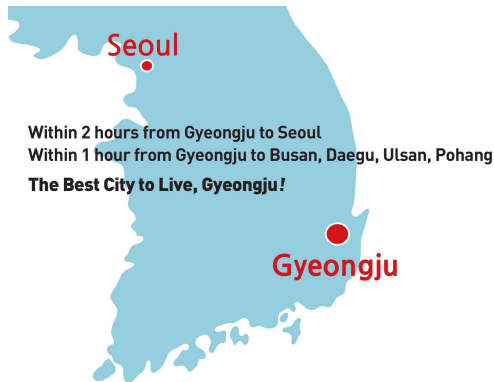 Seoul
Within 2 hours from Gyeongju to Seoul
Within 1 hour from Gyeongju to Busan, Daegu, Ulsan, Pohang
The Best City to Live, Gyeongju!
Gyeongju